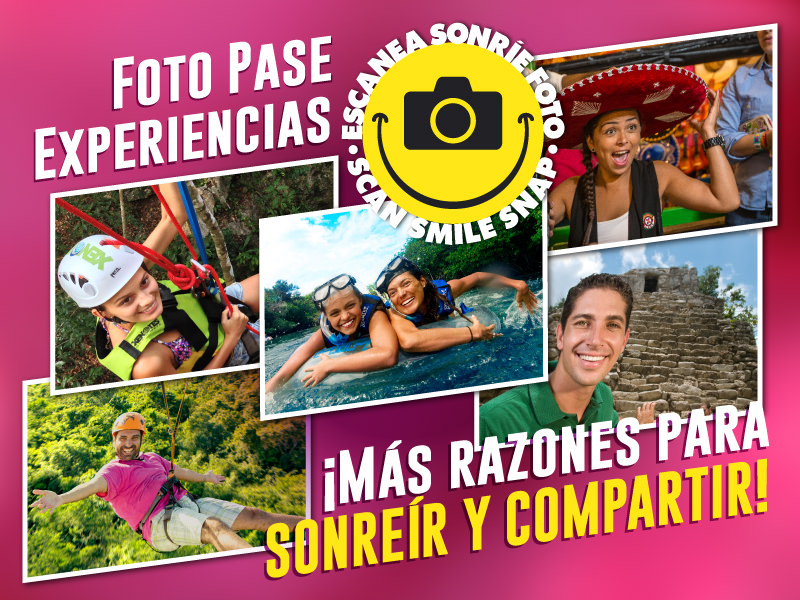 FOTO PASE
EXPERIENCIAS
· ESCANEA SONRÍE FOTO ·
SCAN SMILE SNAP
¡MÁS RAZONES PARA
SONREÍR Y COMPARTIR!